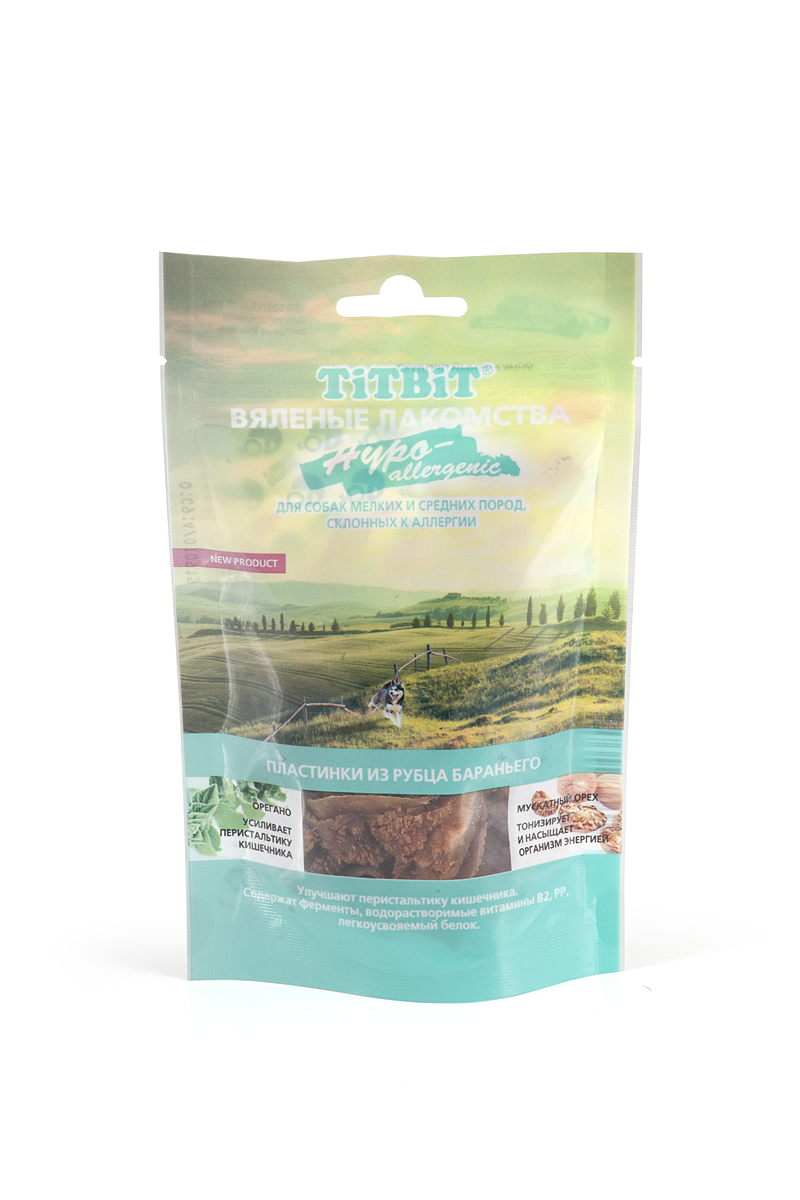 TiTBiT®
ВЯЛЕНЫЕ ЛАКОМСТВА
Hypo-
allergenic
ДЛЯ СОБАК МЕЛКИХ И СРЕДНИХ ПОРОД,
СКЛОННЫХ К АЛЛЕРГИИ
NEW PRODUCT
ПЛАСТИНКИ ИЗ РУБЦА БАРАНЬЕГО
ОРЕГАНО
УСИЛИВАЕТ
ПЕРИСТАЛЬТИКУ
КИШЕЧНИКА
МУСКАТНЫЙ ОРЕХ
ТОНИЗИРУЕТ
И НАСЫЩАЕТ
ОРГАНИЗМ ЭНЕРГИЕЙ
Улучшают перистальтику кишечника.
Содержат ферменты, водорастворимые витамины В2, РР,
легкоусвояемый белок.